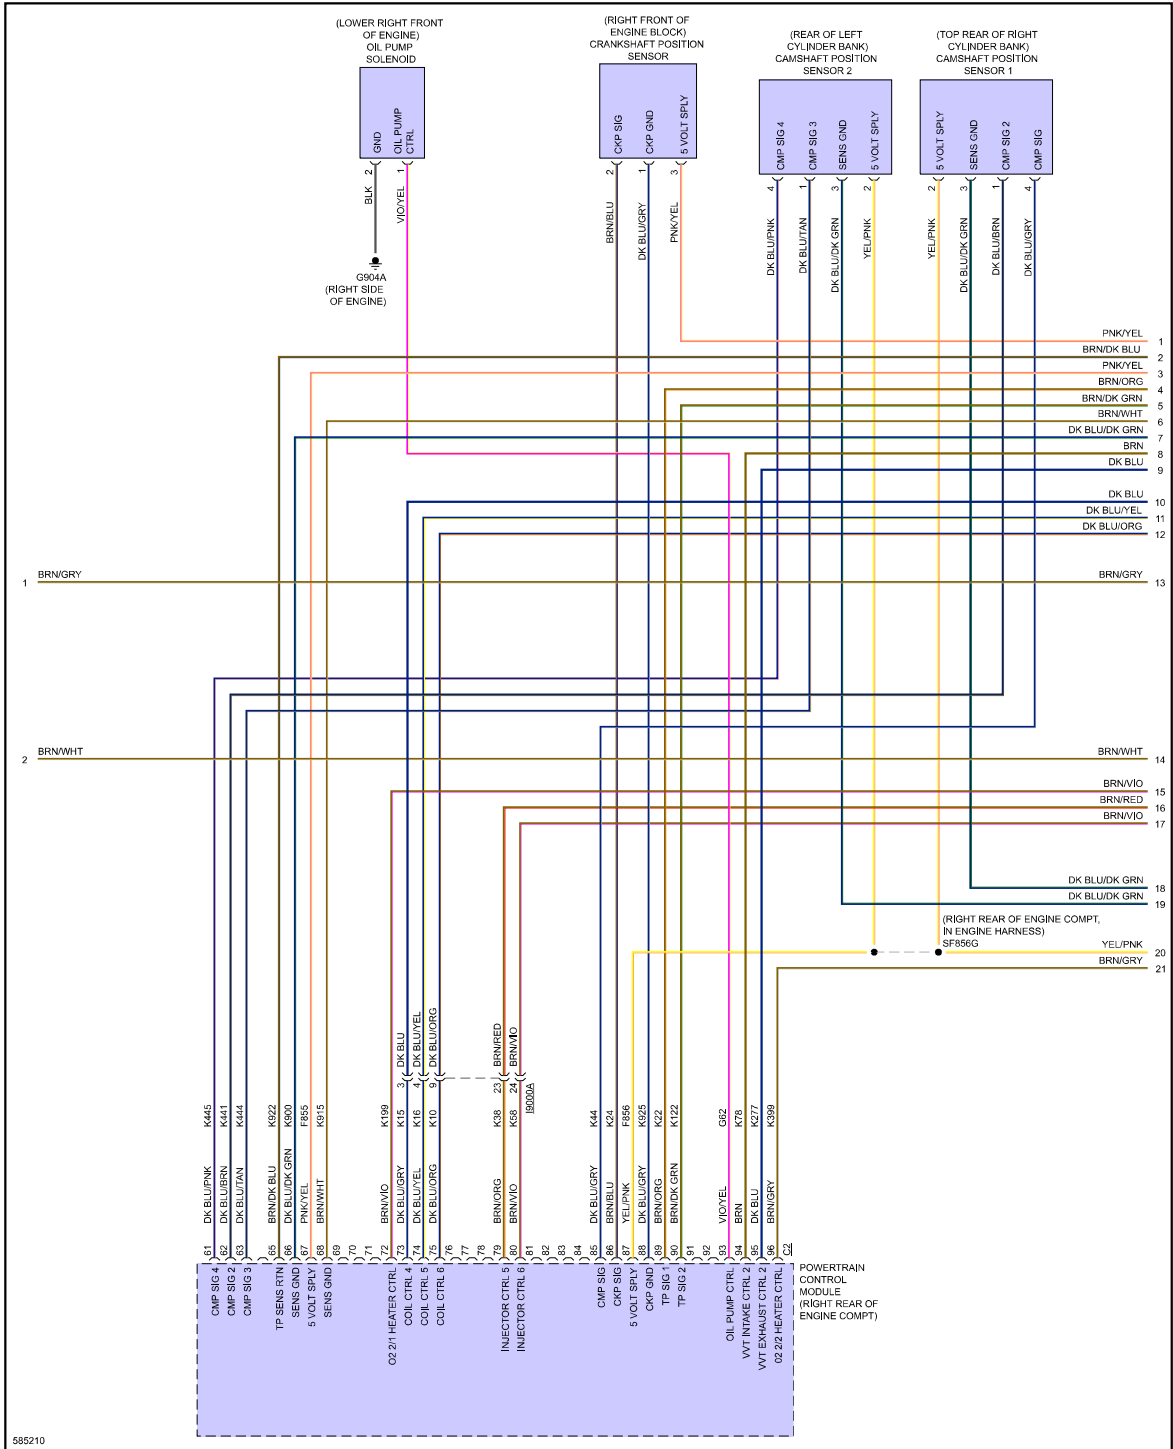 (LOWER RIGHT FRONT
OF ENGINE)
OIL PUMP
SOLENOID
(RIGHT FRONT OF
ENGINE BLOCK)
CRANKSHAFT POSITION
SENSOR
(REAR OF LEFT
CYLINDER BANK)
CAMSHAFT POSITION
SENSOR 2
(TOP REAR OF RIGHT
CYLINDER BANK)
CAMSHAFT POSITION
SENSOR 1
GND
OIL PUMP
CTRL
CKP SIG
CKP GND
5 VOLT SPLY
CMP SIG 4
CMP SIG 3
SENS GND
5 VOLT SPLY
5 VOLT SPLY
SENS GND
CMP SIG 2
CMP SIG
2
1
2
1
3
4
1
3
2
2
3
1
4
BLK
VIO/YEL
BRN/BLU
DK BLU/GRY
PNK/YEL
DK BLU/PNK
DK BLU/TAN
DK BLU/DK GRN
YEL/PNK
YEL/PNK
DK BLU/DK GRN
DK BLU/BRN
DK BLU/GRY
G904A
(RIGHT SIDE
OF ENGINE)
PNK/YEL 1
BRN/DK BLU 2
PNK/YEL 3
BRN/ORG 4
BRN/DK GRN 5
BRN/WHT 6
DK BLU/DK GRN 7
BRN 8
DK BLU 9
DK BLU 10
DK BLU/YEL 11
DK BLU/ORG 12
1 BRN/GRY
BRN/GRY 13
2 BRN/WHT
BRN/WHT 14
BRN/VIO 15
BRN/RED 16
BRN/VIO 17
DK BLU/DK GRN 18
DK BLU/DK GRN 19
(RIGHT REAR OF ENGINE COMPT,
IN ENGINE HARNESS)
SF856G
YEL/PNK 20
BRN/GRY 21
DK BLU
DK BLU/YEL
DK BLU/ORG
BRN/RED
BRN/VIO
3
4
9
23
24
I9000A
K445
K441
K444
K922
K900
F855
K915
K199
K15
K16
K10
K38
K58
K44
K24
F856
K925
K22
K122
G62
K78
K277
K399
DK BLU/PNK
DK BLU/BRN
DK BLU/TAN
BRN/DK BLU
DK BLU/DK GRN
PNK/YEL
BRN/WHT
BRN/VIO
DK BLU/GRY
DK BLU/YEL
DK BLU/ORG
BRN/ORG
BRN/VIO
DK BLU/GRY
BRN/BLU
YEL/PNK
DK BLU/GRY
BRN/ORG
BRN/DK GRN
VIO/YEL
BRN
DK BLU
BRN/GRY
61
62
63
65
66
67
68
69
70
71
72
73
74
75
76
77
78
79
80
81
82
83
84
85
86
87
88
89
90
91
92
93
94
95
96
C2
CMP SIG 4
CMP SIG 2
CMP SIG 3
TP SENS RTN
SENS GND
5 VOLT SPLY
SENS GND
O2 2/1 HEATER CTRL
COIL CTRL 4
COIL CTRL 5
COIL CTRL 6
INJECTOR CTRL 5
INJECTOR CTRL 6
CMP SIG
CKP SIG
5 VOLT SPLY
CKP GND
TP SIG 1
TP SIG 2
OIL PUMP CTRL
VVT INTAKE CTRL 2
VVT EXHAUST CTRL 2
02 2/2 HEATER CTRL
POWERTRAIN
CONTROL
MODULE
(RIGHT REAR OF
ENGINE COMPT)
585210